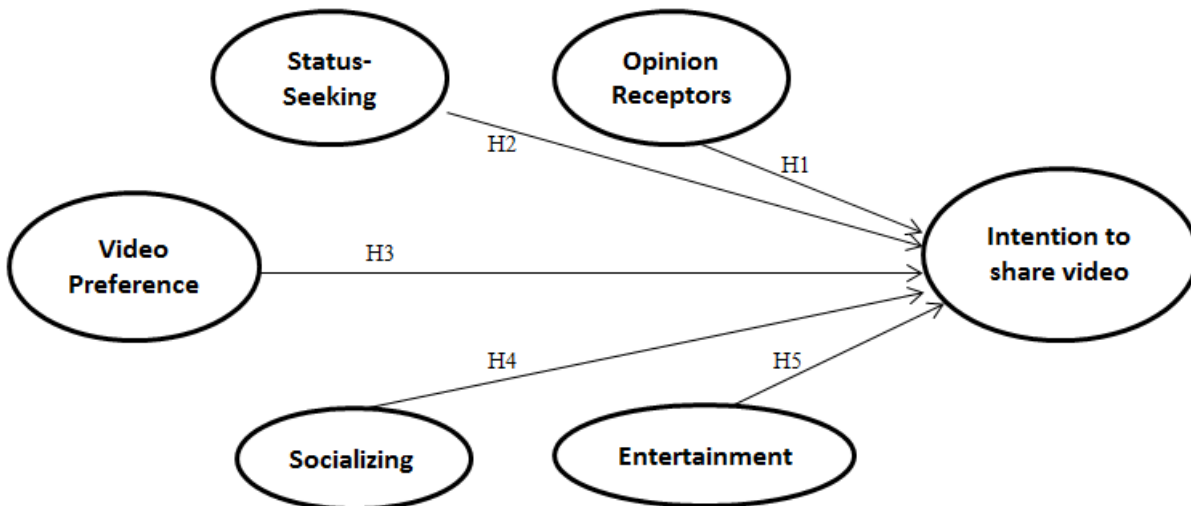 Status-
Seeking
Opinion
Receptors
H2
H1
Video
Preference
H3
Intention to
share video
H4
H5
Socializing
Entertainment